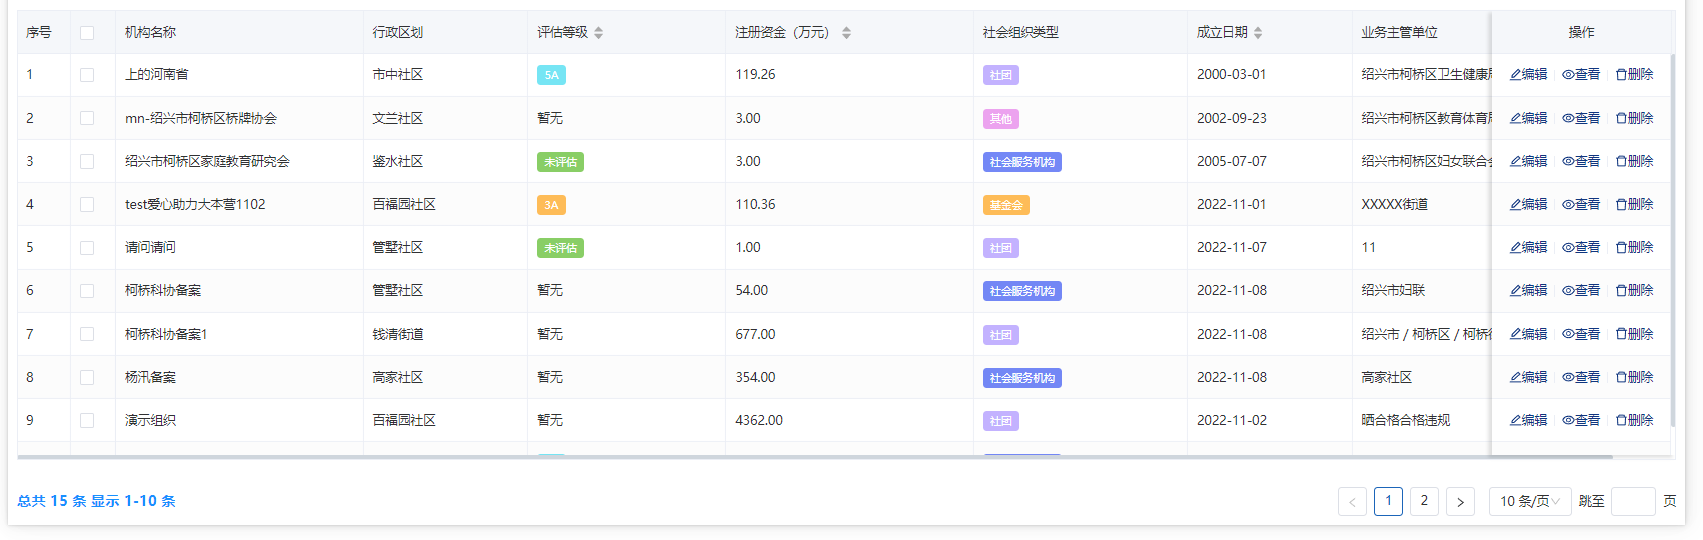 序号 机构名称 行政区划 评估等级 注册资金（万元） 社会组织类型 成立日期 业务主管单位 操作
1 上的河南省 市中社区 5A 119.26 社团 2000-03-01 绍兴市柯桥区卫生健康 编辑 查看 删除
2 mn-绍兴市柯桥区桥牌协会 文兰社区 暂无 3.00 其他 2002-09-23 绍兴市柯桥区教育体育 编辑 查看 删除
3 绍兴市柯桥区家庭教育研究会 鉴水社区 未评估 3.00 社会服务机构 2005-07-07 绍兴市柯桥区妇女联合 编辑 查看 删除
4 test爱心助力大本营1102 百福园社区 3A 110.36 基金会 2022-11-01 XXXXX街道 编辑 查看 删除
5 请问请问 管墅社区 未评估 1.00 社团 2022-11-07 11 编辑 查看 删除
6 柯桥科协备案 管墅社区 暂无 54.00 社会服务机构 2022-11-08 绍兴市妇联 编辑 查看 删除
7 柯桥科协备案1 钱清街道 暂无 677.00 社团 2022-11-08 绍兴市 / 柯桥区 / 柯桥 编辑 查看 删除
8 杨汛备案 高家社区 暂无 354.00 社会服务机构 2022-11-08 高家社区 编辑 查看 删除
9 演示组织 百福园社区 暂无 4362.00 社团 2022-11-02 晒合格合格违规 编辑 查看 删除
总共 15 条 显示 1-10 条 < 1 2 > 10 条/页 跳至 页